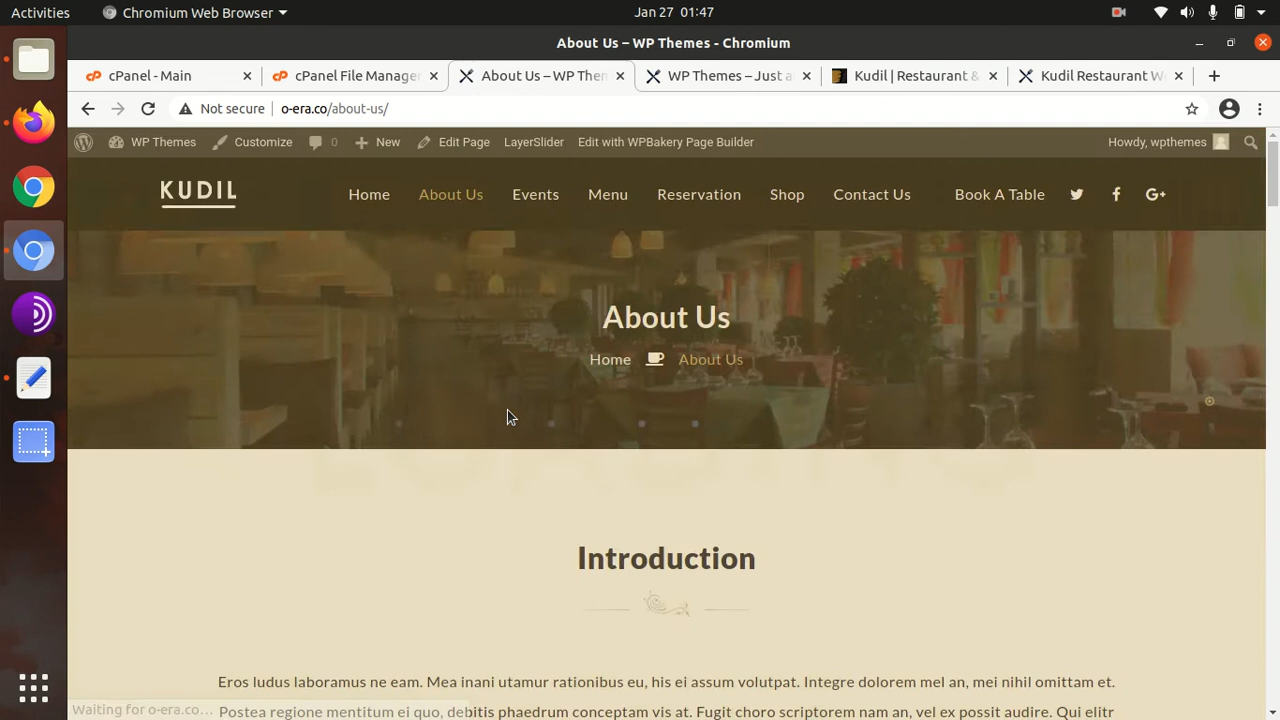 Activities Chromium Web Browser Jan 27 01:47
About Us – WP Themes - Chromium
cPanel - Main cPanel File Manage About Us – WP Them WP Themes – Just a Kudil | Restaurant & Kudil Restaurant W
Not secure o-era.co/about-us/
WP Themes Customize 0 New Edit Page LayerSlider Edit with WPBakery Page Builder Howdy, wpthemes
KUDIL Home About Us Events Menu Reservation Shop Contact Us Book A Table
About Us
Home About Us
Introduction
Eros ludus laboramus ne eam. Mea inani utamur rationibus eu, his ei assum volutpat. Integre dolorem mel an, mei nihil omittam et.
Postea regione mentitum ei quo, debitis phaedrum conceptam vis at. Fugit choro scriptorem nam an, vel ex possit audire. Qui elitr
Waiting for o-era.co...